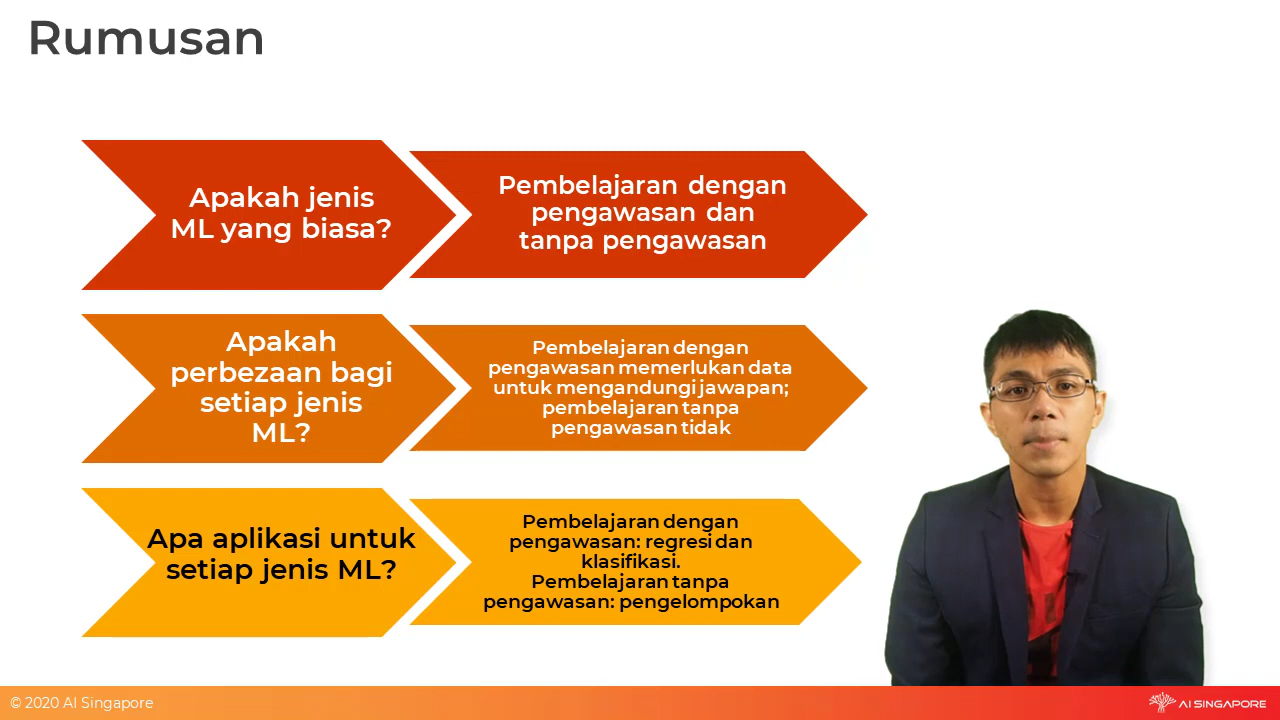 Rumusan
Apakah jenis
ML yang biasa?
Pembelajaran dengan
pengawasan dan
tanpa pengawasan
Apakah
perbezaan bagi
setiap jenis
ML?
Pembelajaran dengan
pengawasan memerlukan data
untuk mengandungi jawapan;
pembelajaran tanpa
pengawasan tidak
Apa aplikasi untuk
setiap jenis ML?
Pembelajaran dengan
pengawasan: regresi dan
klasifikasi.
Pembelajaran tanpa
pengawasan: pengelompokan
© 2020 AI Singapore
AI SINGAPORE